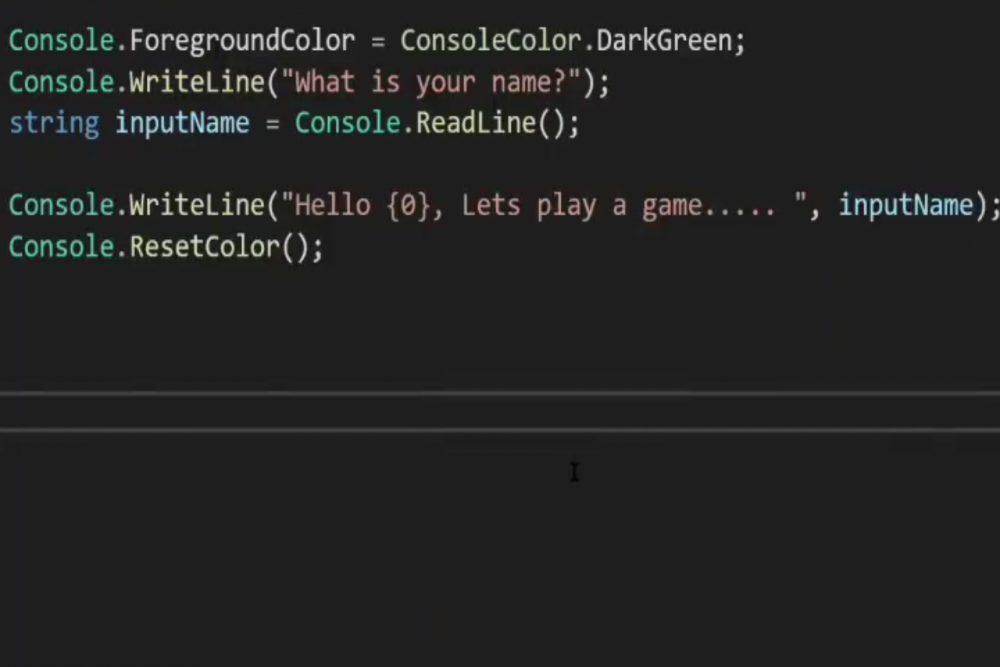 Console.ForegroundColor = ConsoleColor.DarkGreen;
Console.WriteLine("What is your name?");
string inputName = Console.ReadLine();
Console.WriteLine("Hello {0}, Lets play a game..... ", inputName);
Console.ResetColor();